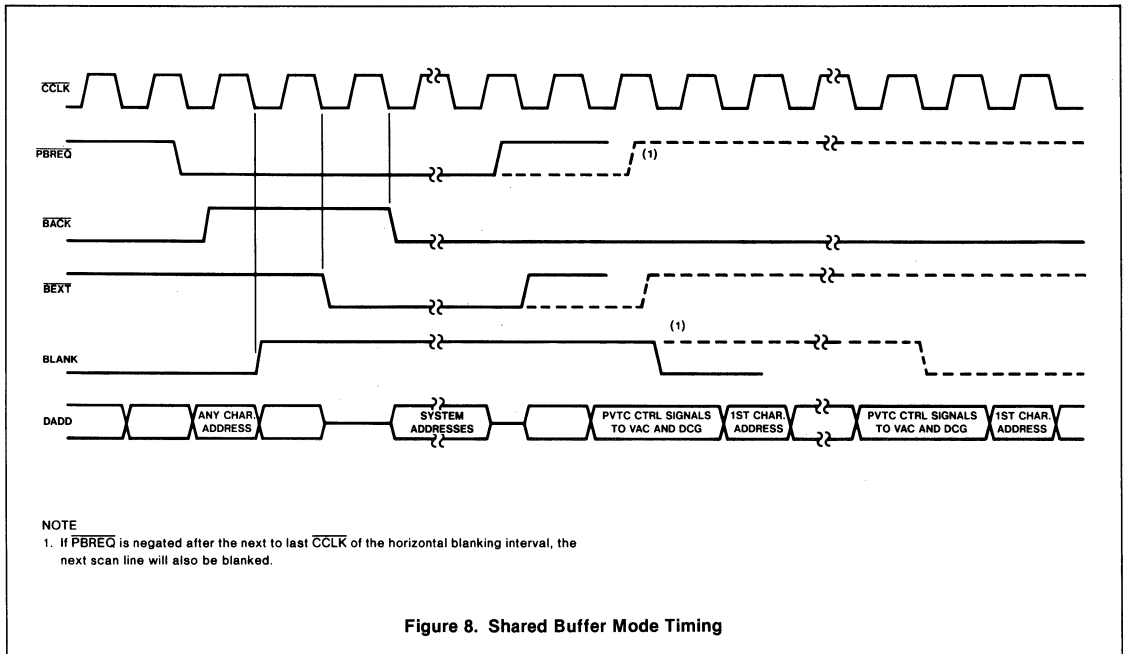 CCLK
PBREQ
(1)
BACK
BEXT
(1)
BLANK
DADD
ANY CHAR.
ADDRESS
SYSTEM
ADDRESSES
PVTC CTRL SIGNALS
TO VAC AND DCG
1ST CHAR.
ADDRESS
PVTC CTRL SIGNALS
TO VAC AND DCG
1ST CHAR.
ADDRESS
NOTE
1. If PBREQ is negated after the next to last CCLK of the horizontal blanking interval, the
next scan line will also be blanked.
Figure 8. Shared Buffer Mode Timing